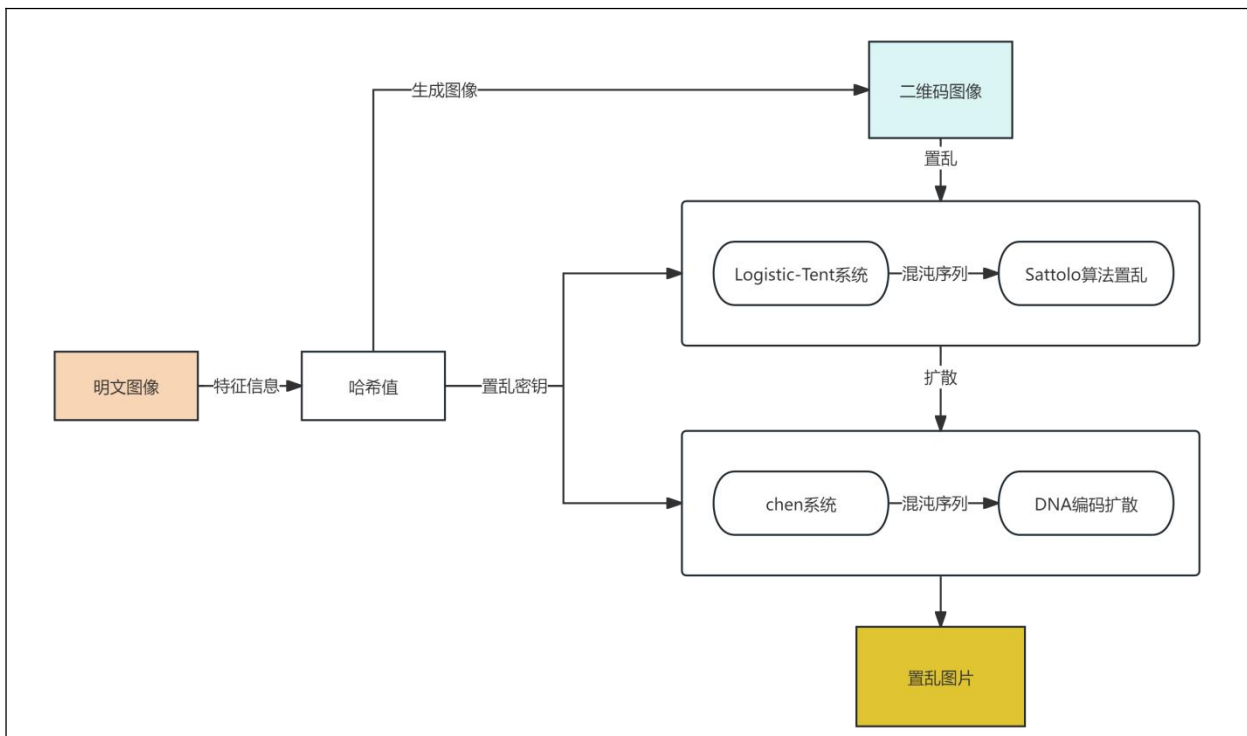 生成图像
二维码图像
置乱
Logistic-Tent系统
混沌序列
Sattolo算法置乱
明文图像
特征信息
哈希值
置乱密钥
扩散
chen系统
混沌序列
DNA编码扩散
置乱图片